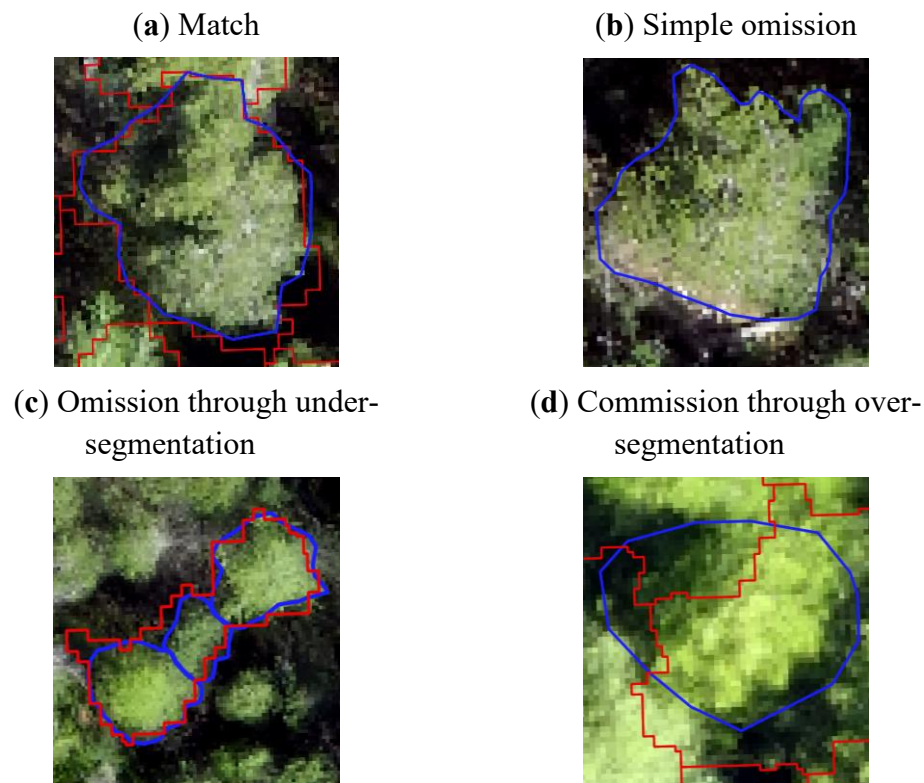 (a) Match
(b) Simple omission
(c) Omission through under-
segmentation
(d) Commission through over-
segmentation